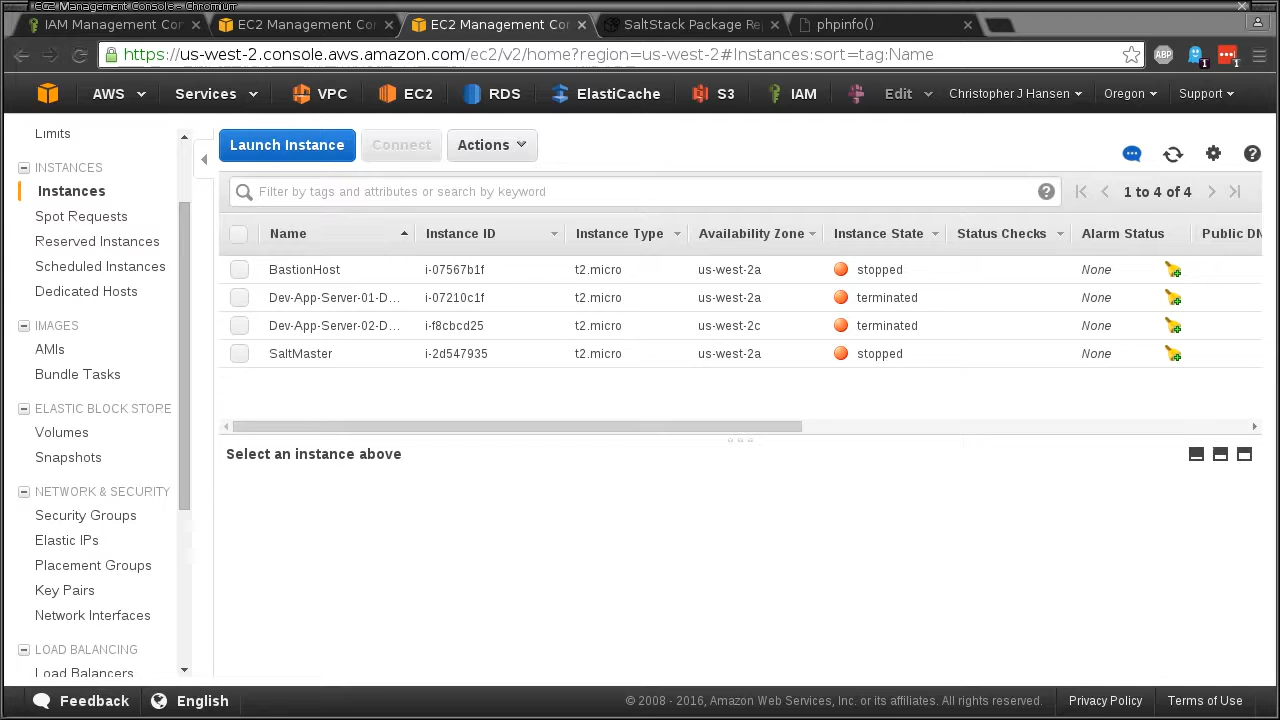 EC2 Management Console - Chromium
IAM Management Con
EC2 Management Con
EC2 Management Con
SaltStack Package Re
phpinfo()
https://us-west-2.console.aws.amazon.com/ec2/v2/home?region=us-west-2#Instances:sort=tag:Name
ABP
1
1
AWS Services VPC EC2 RDS ElastiCache S3 IAM Edit Christopher J Hansen Oregon Support
Limits
INSTANCES
Instances
Spot Requests
Reserved Instances
Scheduled Instances
Dedicated Hosts
IMAGES
AMIs
Bundle Tasks
ELASTIC BLOCK STORE
Volumes
Snapshots
NETWORK & SECURITY
Security Groups
Elastic IPs
Placement Groups
Key Pairs
Network Interfaces
LOAD BALANCING
Load Balancers
Launch Instance Connect Actions
Filter by tags and attributes or search by keyword
1 to 4 of 4
Name Instance ID Instance Type Availability Zone Instance State Status Checks Alarm Status Public DN
BastionHost i-07567b1f t2.micro us-west-2a stopped None
Dev-App-Server-01-D... i-07210c1f t2.micro us-west-2a terminated None
Dev-App-Server-02-D... i-f8cbcd25 t2.micro us-west-2c terminated None
SaltMaster i-2d547935 t2.micro us-west-2a stopped None
Select an instance above
Feedback English © 2008 - 2016, Amazon Web Services, Inc. or its affiliates. All rights reserved. Privacy Policy Terms of Use